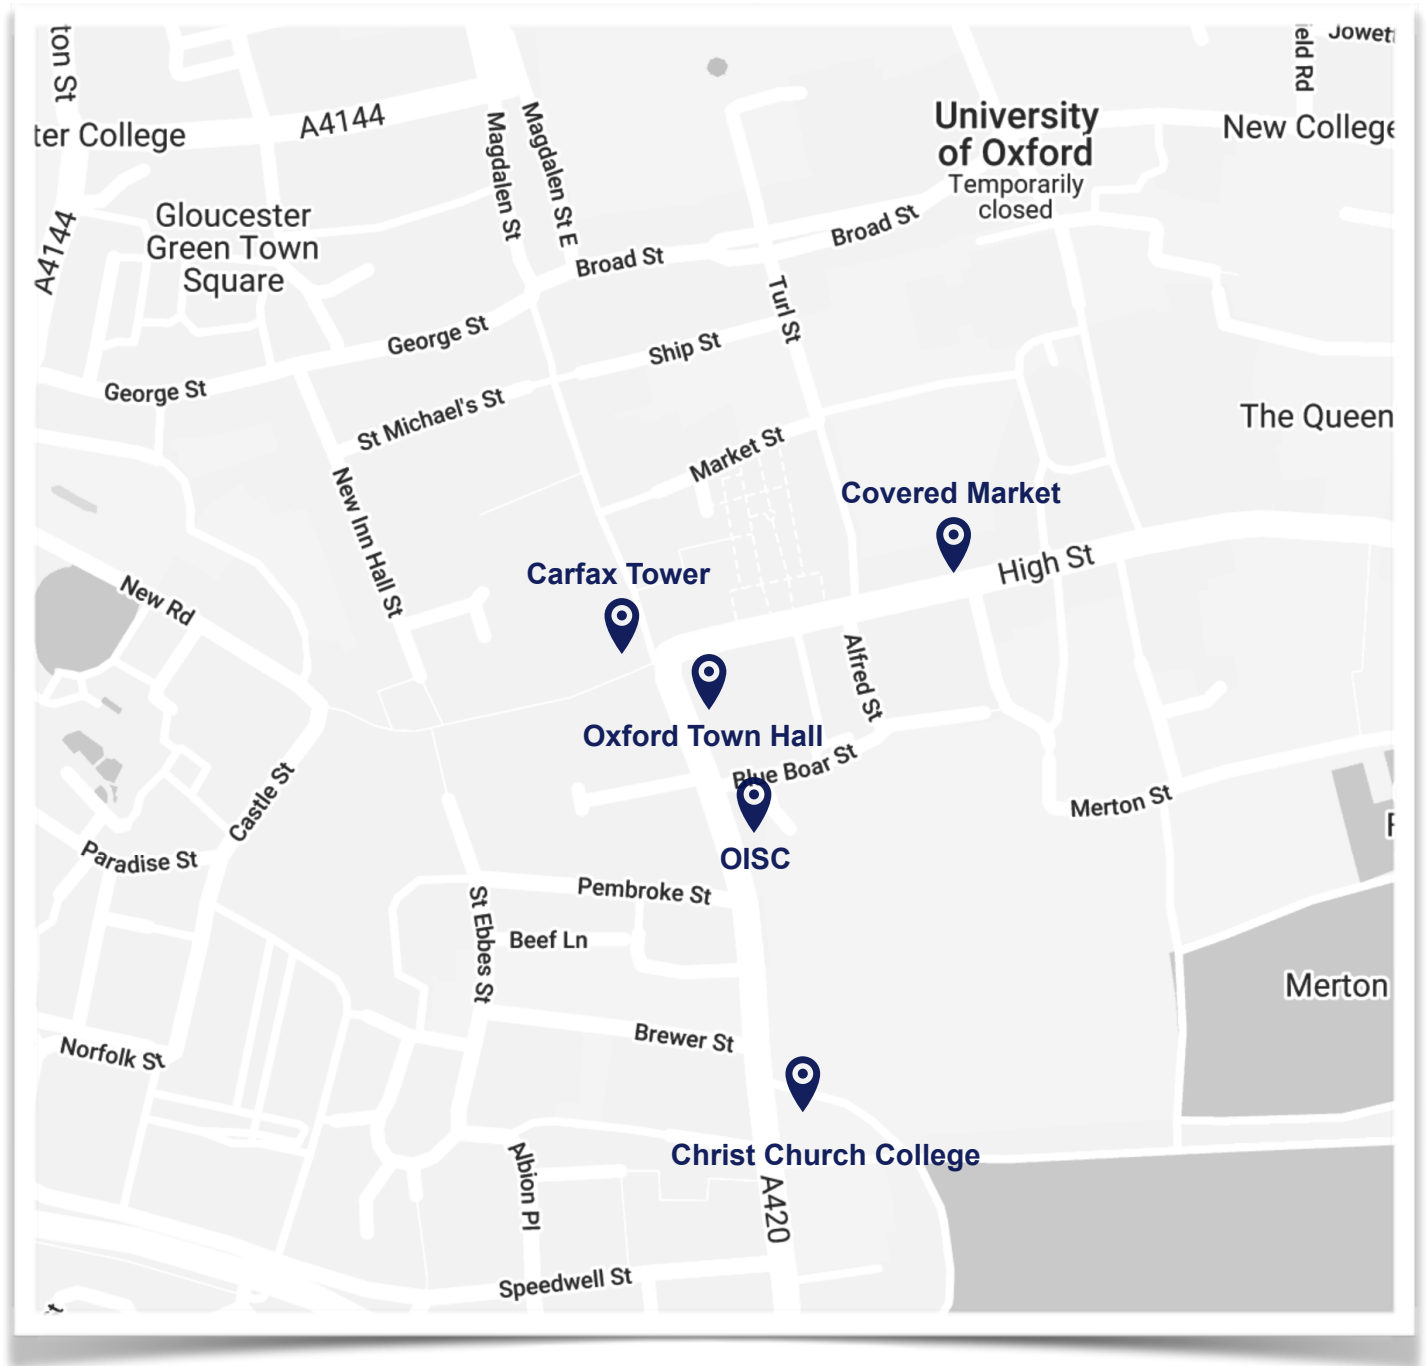 ton St
eld Rd
Jowett
A4144
Magdalen St
Magdalen St E
University
of Oxford
Temporarily
closed
ter College
New College
A4144
Gloucester
Green Town
Square
Broad St
Broad St
Turl St
George St
Ship St
George St
St Michael's St
The Queen
Market St
New Inn Hall St
Covered Market
High St
Carfax Tower
New Rd
Alfred St
Oxford Town Hall
Blue Boar St
Castle St
Merton St
OISC
Paradise St
Pembroke St
St Ebbes St
Beef Ln
Merton
Brewer St
Norfolk St
Christ Church College
Albion Pl
A420
Speedwell St